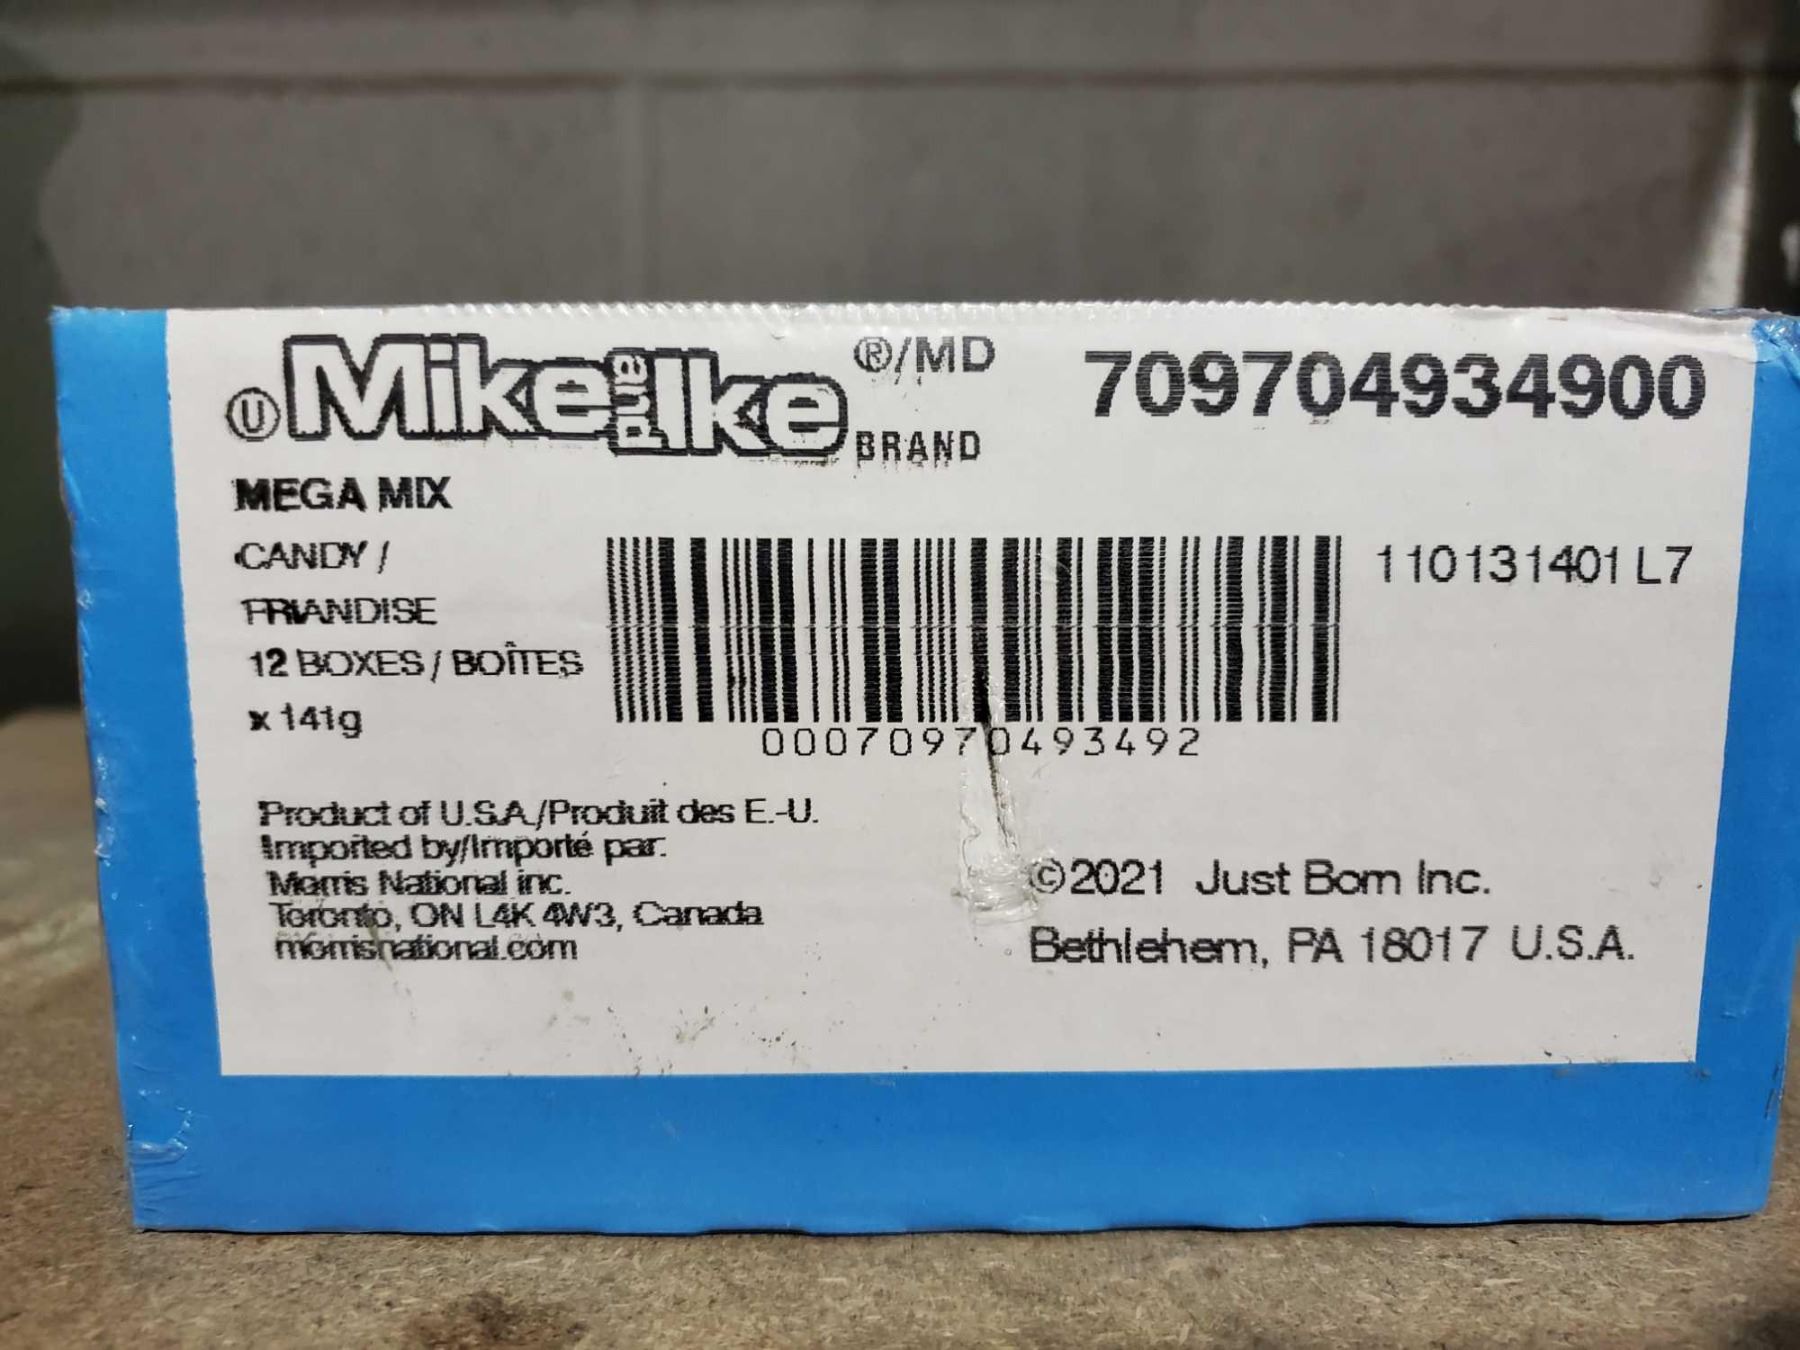 Ⓤ Mike and Ike ®/MD BRAND
709704934900
MEGA MIX
CANDY /
FRIANDISE
12 BOXES / BOÎTES
x 141g
110131401 L7
00070970493492
Product of U.S.A./Produit des E.-U.
Imported by/Importé par:
Morris National inc.
Toronto, ON L4K 4W3, Canada
morrisnational.com
©2021 Just Born Inc.
Bethlehem, PA 18017 U.S.A.